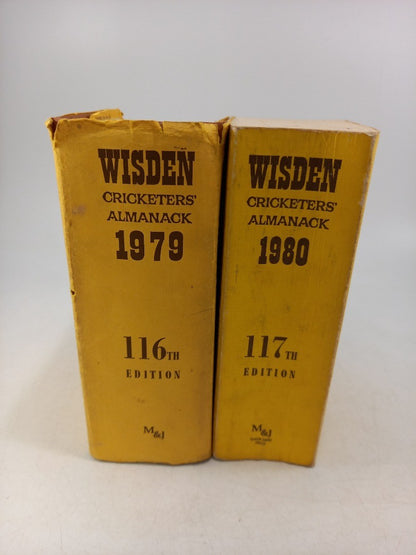 WISDEN
CRICKETERS'
ALMANACK
1979
116TH
EDITION
M&J
WISDEN
CRICKETERS'
ALMANACK
1980
117TH
EDITION
M&J